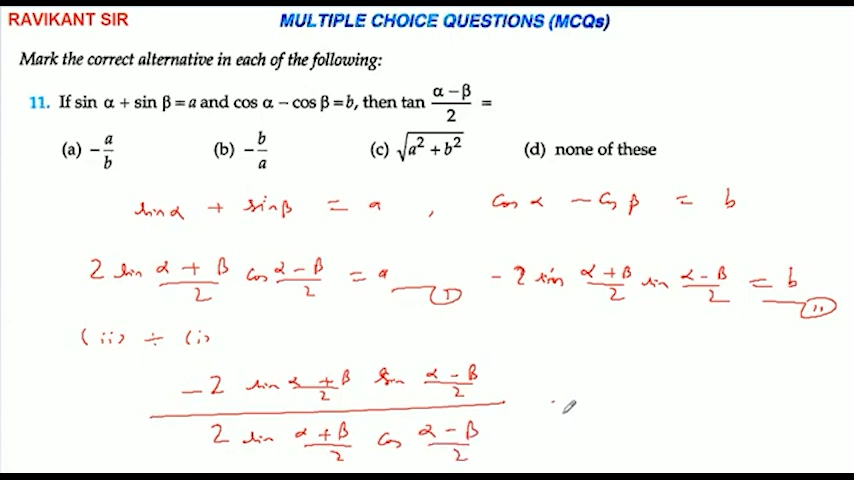 RAVIKANT SIR
MULTIPLE CHOICE QUESTIONS (MCQs)
Mark the correct alternative in each of the following:
11. If sin α + sin β = a and cos α − cos β = b, then tan (α − β)/2 =
(a) −a/b (b) −b/a (c) √(a² + b²) (d) none of these
sin α + sin β = a , cos α − cos β = b
2 sin (α + β)/2 cos (α − β)/2 = a (i) − 2 sin (α + β)/2 sin (α − β)/2 = b (ii)
(ii) ÷ (i)
− 2 sin (α + β)/2 sin (α − β)/2
2 sin (α + β)/2 cos (α − β)/2